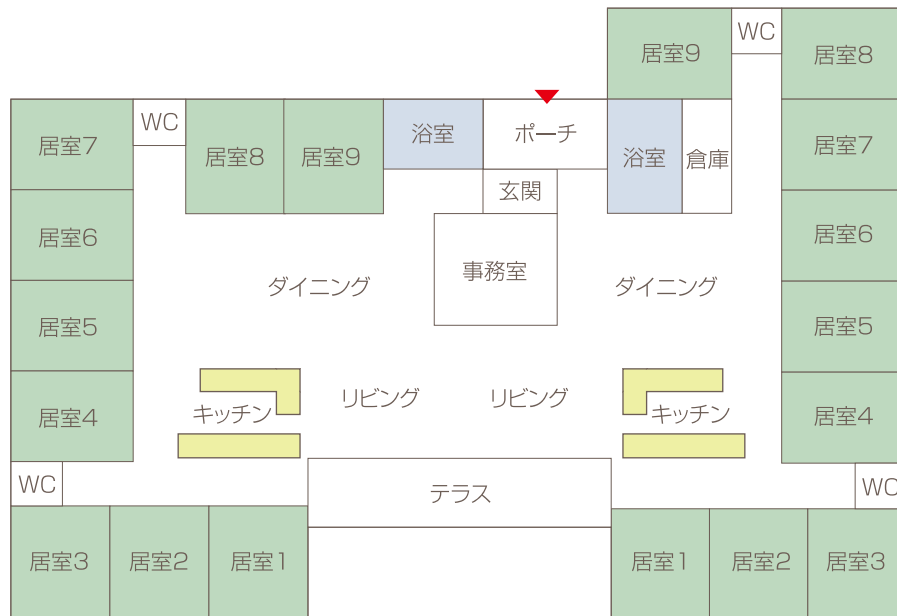 WC
居室9
居室8
WC
居室7
居室8
居室9
浴室
ポーチ
浴室
倉庫
居室7
玄関
居室6
事務室
居室6
ダイニング
ダイニング
居室5
居室5
リビング
リビング
キッチン
キッチン
居室4
居室4
WC
テラス
WC
居室3
居室2
居室1
居室1
居室2
居室3